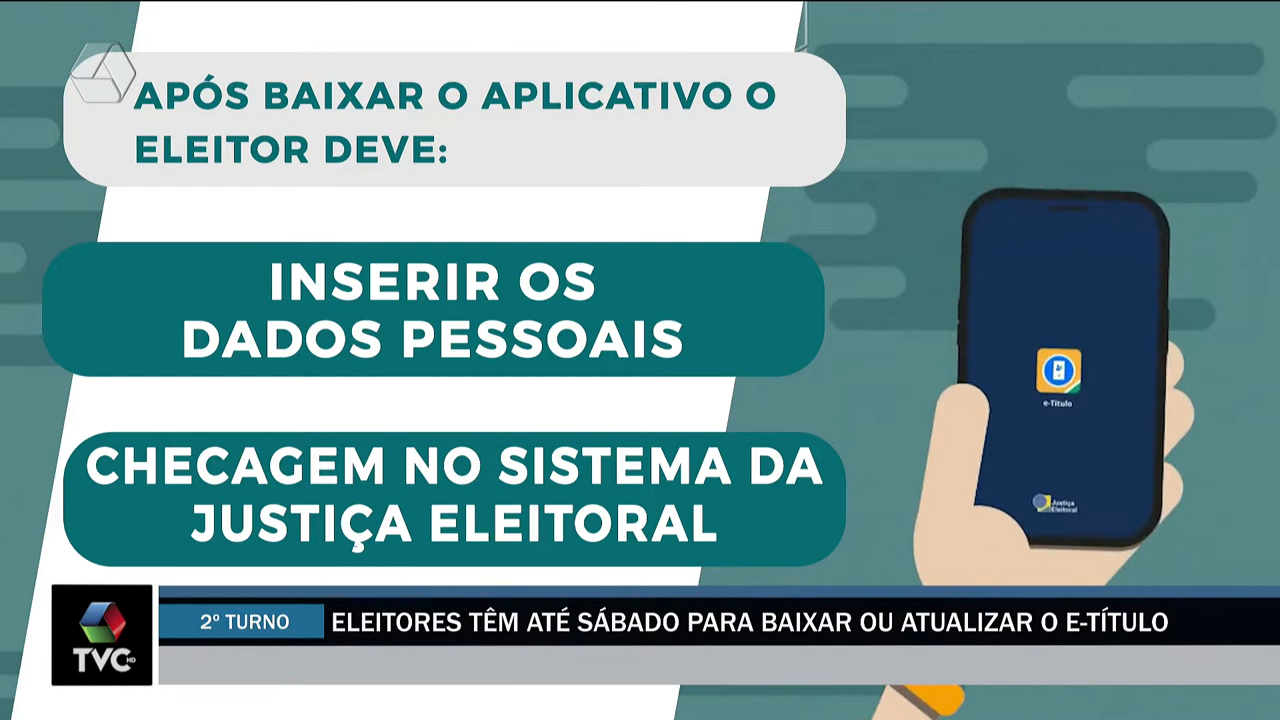 APÓS BAIXAR O APLICATIVO O
ELEITOR DEVE:
INSERIR OS
DADOS PESSOAIS
CHECAGEM NO SISTEMA DA
JUSTIÇA ELEITORAL
e-Título
Justiça
Eleitoral
2º TURNO
ELEITORES TÊM ATÉ SÁBADO PARA BAIXAR OU ATUALIZAR O E-TÍTULO
TVC HD